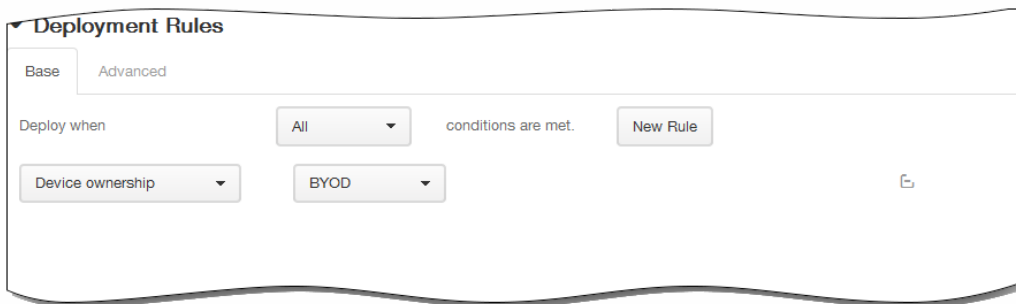 Deployment Rules
Base Advanced
Deploy when All conditions are met. New Rule
Device ownership BYOD